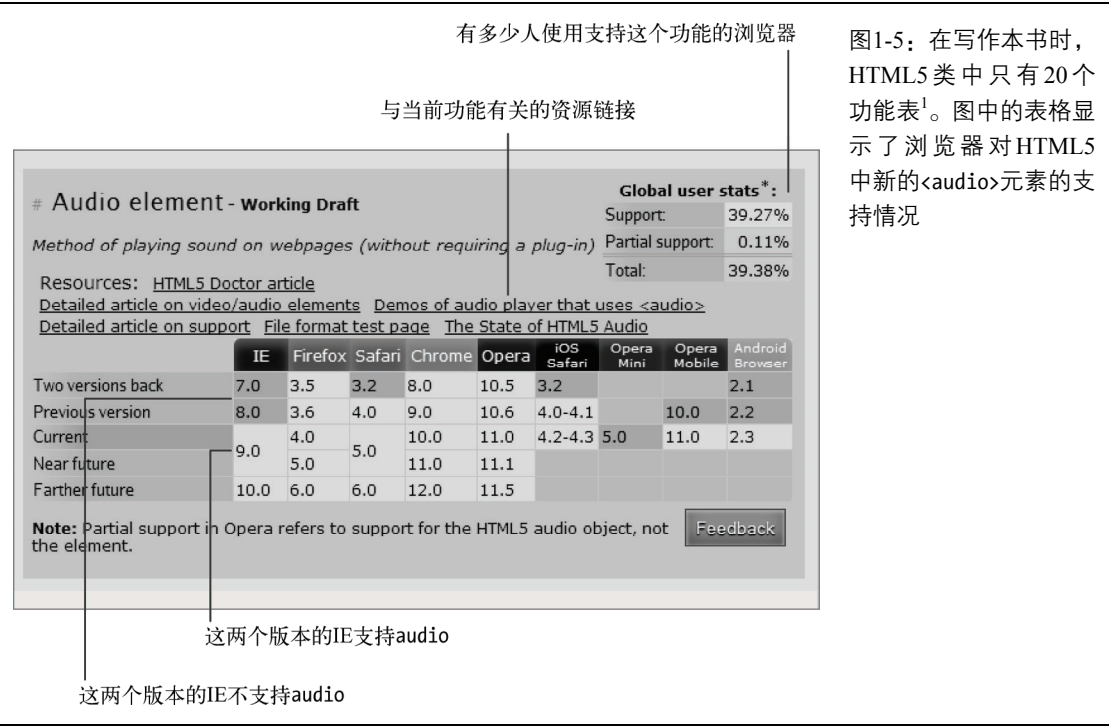 有多少人使用支持这个功能的浏览器
与当前功能有关的资源链接
图1-5：在写作本书时，
HTML5类中只有20个
功能表1。图中的表格显
示了浏览器对HTML5
中新的<audio>元素的支
持情况
# Audio element - Working Draft
Method of playing sound on webpages (without requiring a plug-in)
Global user stats*:
Support: 39.27%
Partial support: 0.11%
Total: 39.38%
Resources: HTML5 Doctor article
Detailed article on video/audio elements Demos of audio player that uses <audio>
Detailed article on support File format test page The State of HTML5 Audio
IE Firefox Safari Chrome Opera iOS Safari Opera Mini Opera Mobile Android Browser
Two versions back 7.0 3.5 3.2 8.0 10.5 3.2 2.1
Previous version 8.0 3.6 4.0 9.0 10.6 4.0-4.1 10.0 2.2
Current 9.0 4.0 5.0 10.0 11.0 4.2-4.3 5.0 11.0 2.3
Near future 5.0 11.0 11.1
Farther future 10.0 6.0 6.0 12.0 11.5
Note: Partial support in Opera refers to support for the HTML5 audio object, not
the element.
Feedback
这两个版本的IE支持audio
这两个版本的IE不支持audio